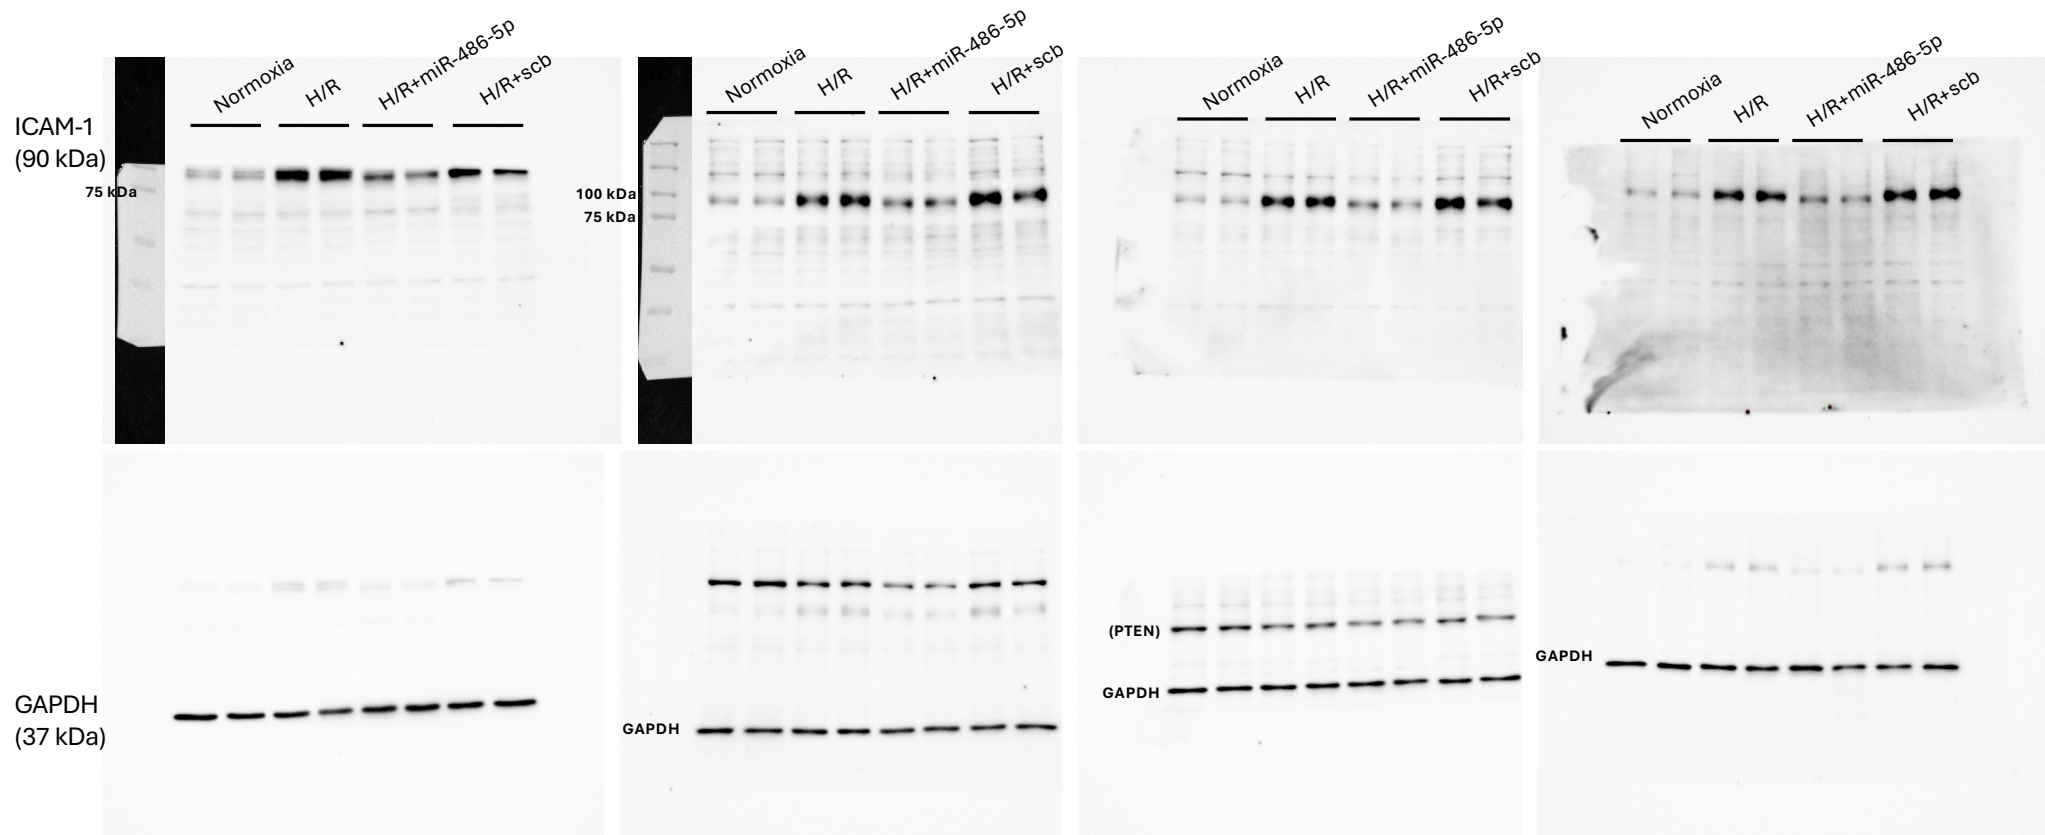 Normoxia H/R H/R+miR-486-5p H/R+scb
Normoxia H/R H/R+miR-486-5p H/R+scb
Normoxia H/R H/R+miR-486-5p H/R+scb
Normoxia H/R H/R+miR-486-5p H/R+scb
ICAM-1
(90 kDa)
75 kDa
100 kDa
75 kDa
GAPDH
(37 kDa)
GAPDH
(PTEN)
GAPDH
GAPDH